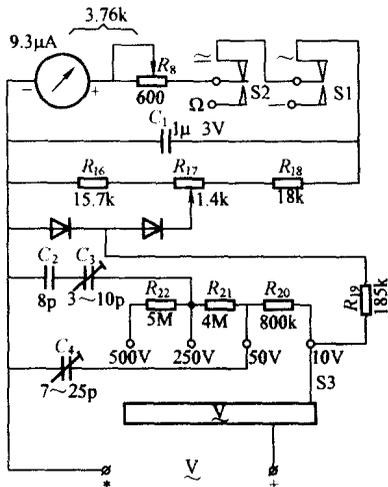 3.76k
9.3μA
R8
− +
600
≃ ~
Ω S2 — S1
C1 1μ 3V
R16 R17 R18
15.7k 1.4k 18k
C2 C3
8p 3～10p
R22 R21 R20
5M 4M 800k
R19 185k
500V 250V 50V 10V
C4
7～25p
S3
V
~
* V +
~